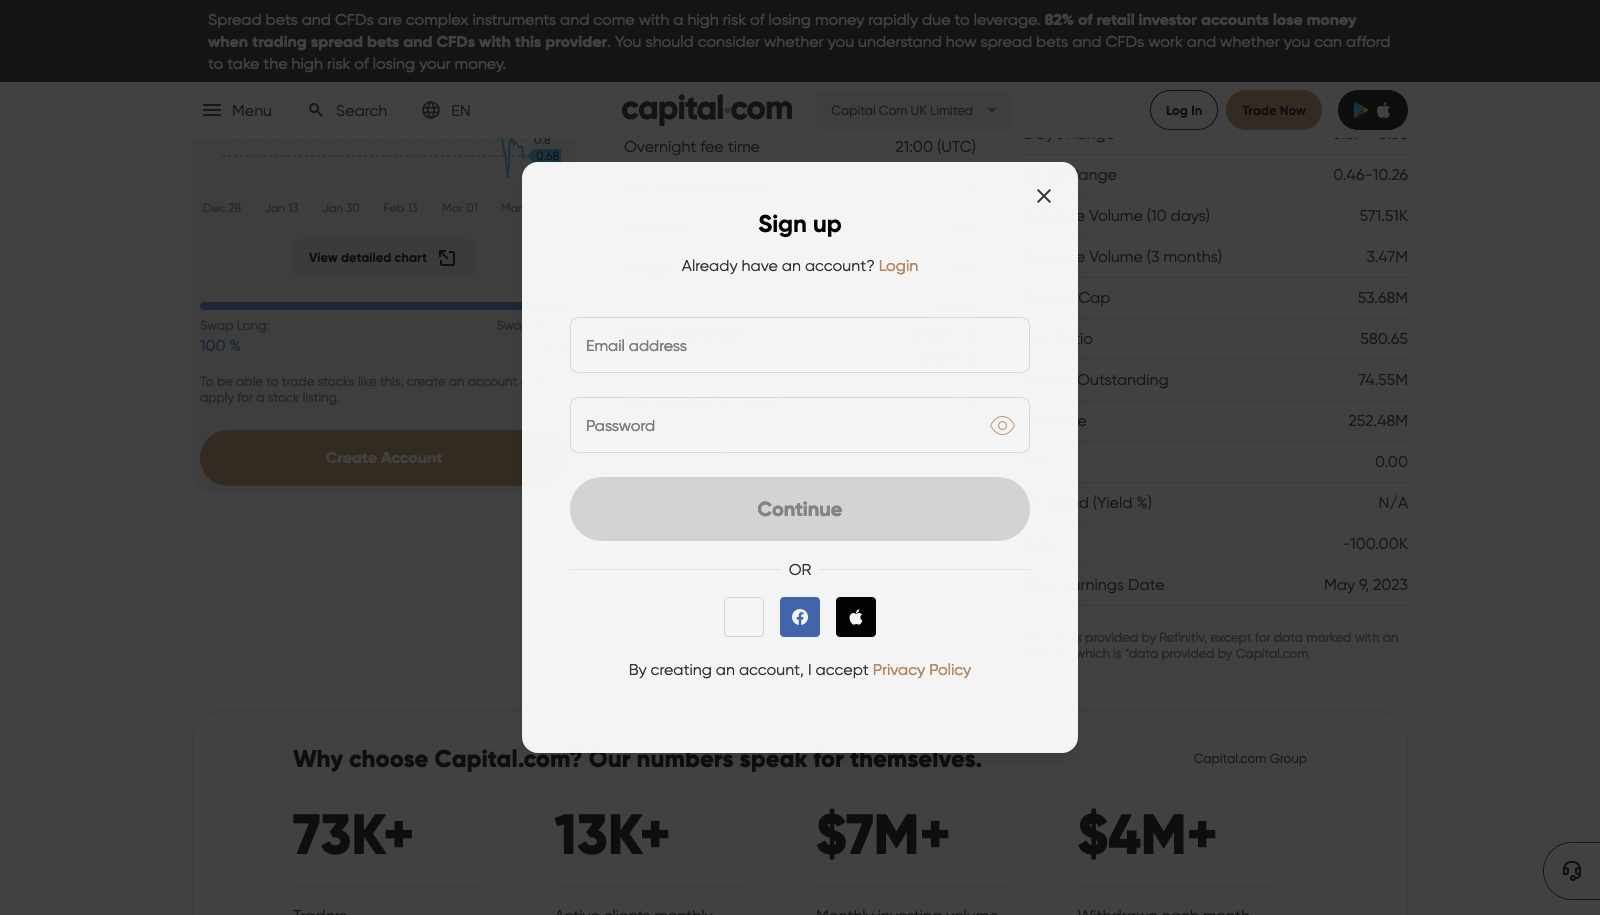 Spread bets and CFDs are complex instruments and come with a high risk of losing money rapidly due to leverage. 82% of retail investor accounts lose money
when trading spread bets and CFDs with this provider. You should consider whether you understand how spread bets and CFDs work and whether you can afford
to take the high risk of losing your money.
Menu
Search
EN
capital.com
Capital Com UK Limited
Log In
Trade Now
0.8
0.68
Dec 28
Jan 13
Jan 30
Feb 13
Mar 01
View detailed chart
Swap Long:
100 %
To be able to trade stocks like this, create an account
apply for a stock listing.
Create Account
Overnight fee time
21:00 (UTC)
Sign up
Already have an account? Login
Email address
Password
Continue
OR
By creating an account, I accept Privacy Policy
0.46-10.26
Volume (10 days)
571.51K
Volume (3 months)
3.47M
Cap
53.68M
580.65
Outstanding
74.55M
252.48M
0.00
(Yield %)
N/A
-100.00K
Date
May 9, 2023
provided by Refinitiv, except for data marked with an
which is *data provided by Capital.com
Why choose Capital.com? Our numbers speak for themselves.
Capital.com Group
73K+
13K+
$7M+
$4M+